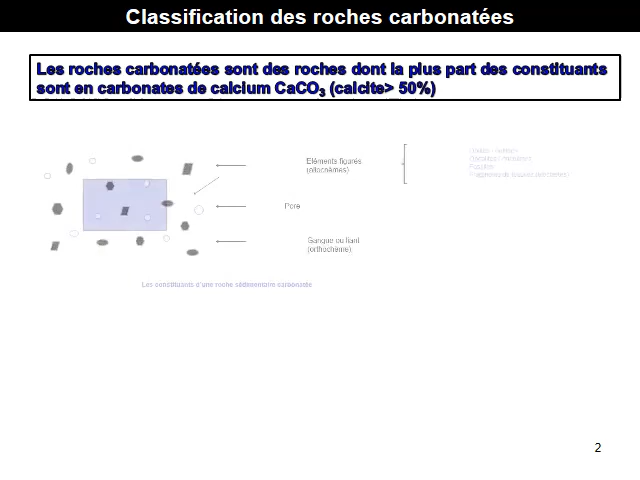 Classification des roches carbonatées
Les roches carbonatées sont des roches dont la plus part des constituants
sont en carbonates de calcium CaCO₃ (calcite> 50%)
Eléments figurés
(allochèmes)
Pore
Gangue ou liant
(orthochème)
Les constituants d'une roche sédimentaire carbonatée
2